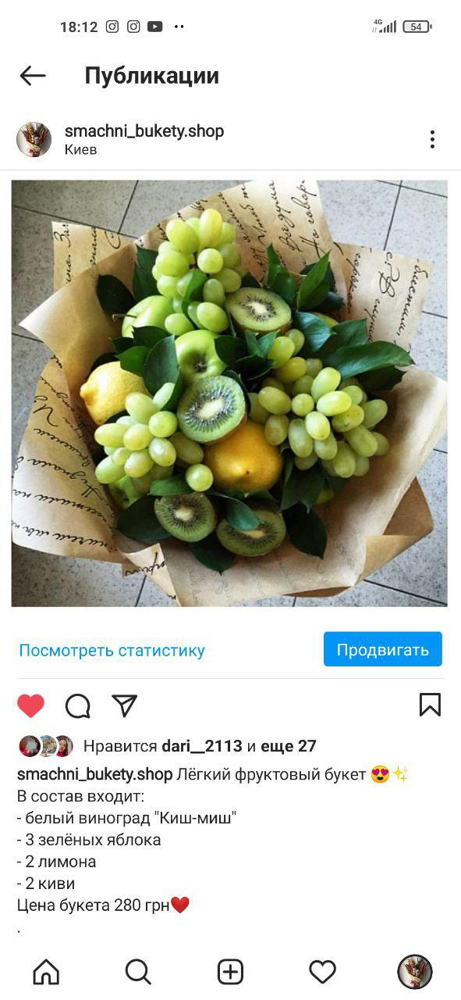 18:12
4G
54
Публикации
smachni_bukety.shop
Киев
Посмотреть статистику
Продвигать
Нравится dari__2113 и еще 27
smachni_bukety.shop Лёгкий фруктовый букет 😍✨
В состав входит:
- белый виноград "Киш-миш"
- 3 зелёных яблока
- 2 лимона
- 2 киви
Цена букета 280 грн❤️
.